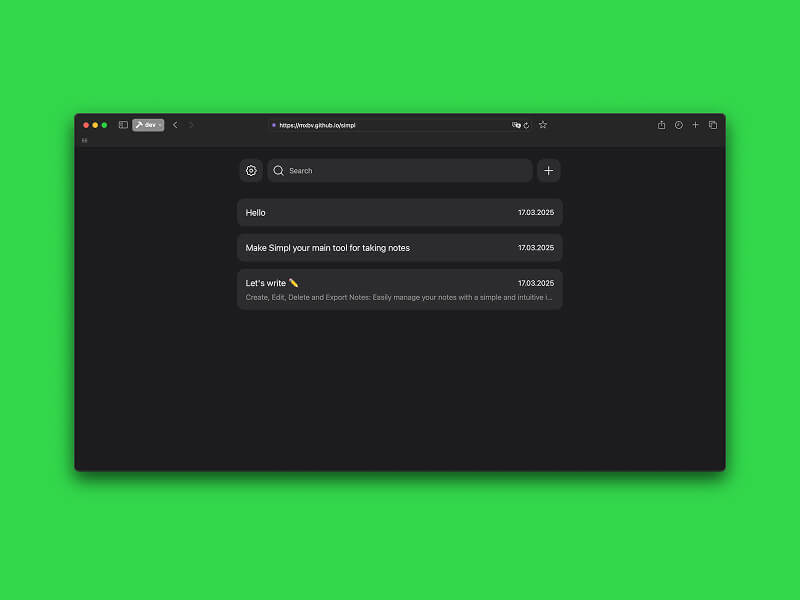 dev
https://mxbv.github.io/simpl
Search
Hello 17.03.2025
Make Simpl your main tool for taking notes 17.03.2025
Let's write ✏️ 17.03.2025
Create, Edit, Delete and Export Notes: Easily manage your notes with a simple and intuitive i...